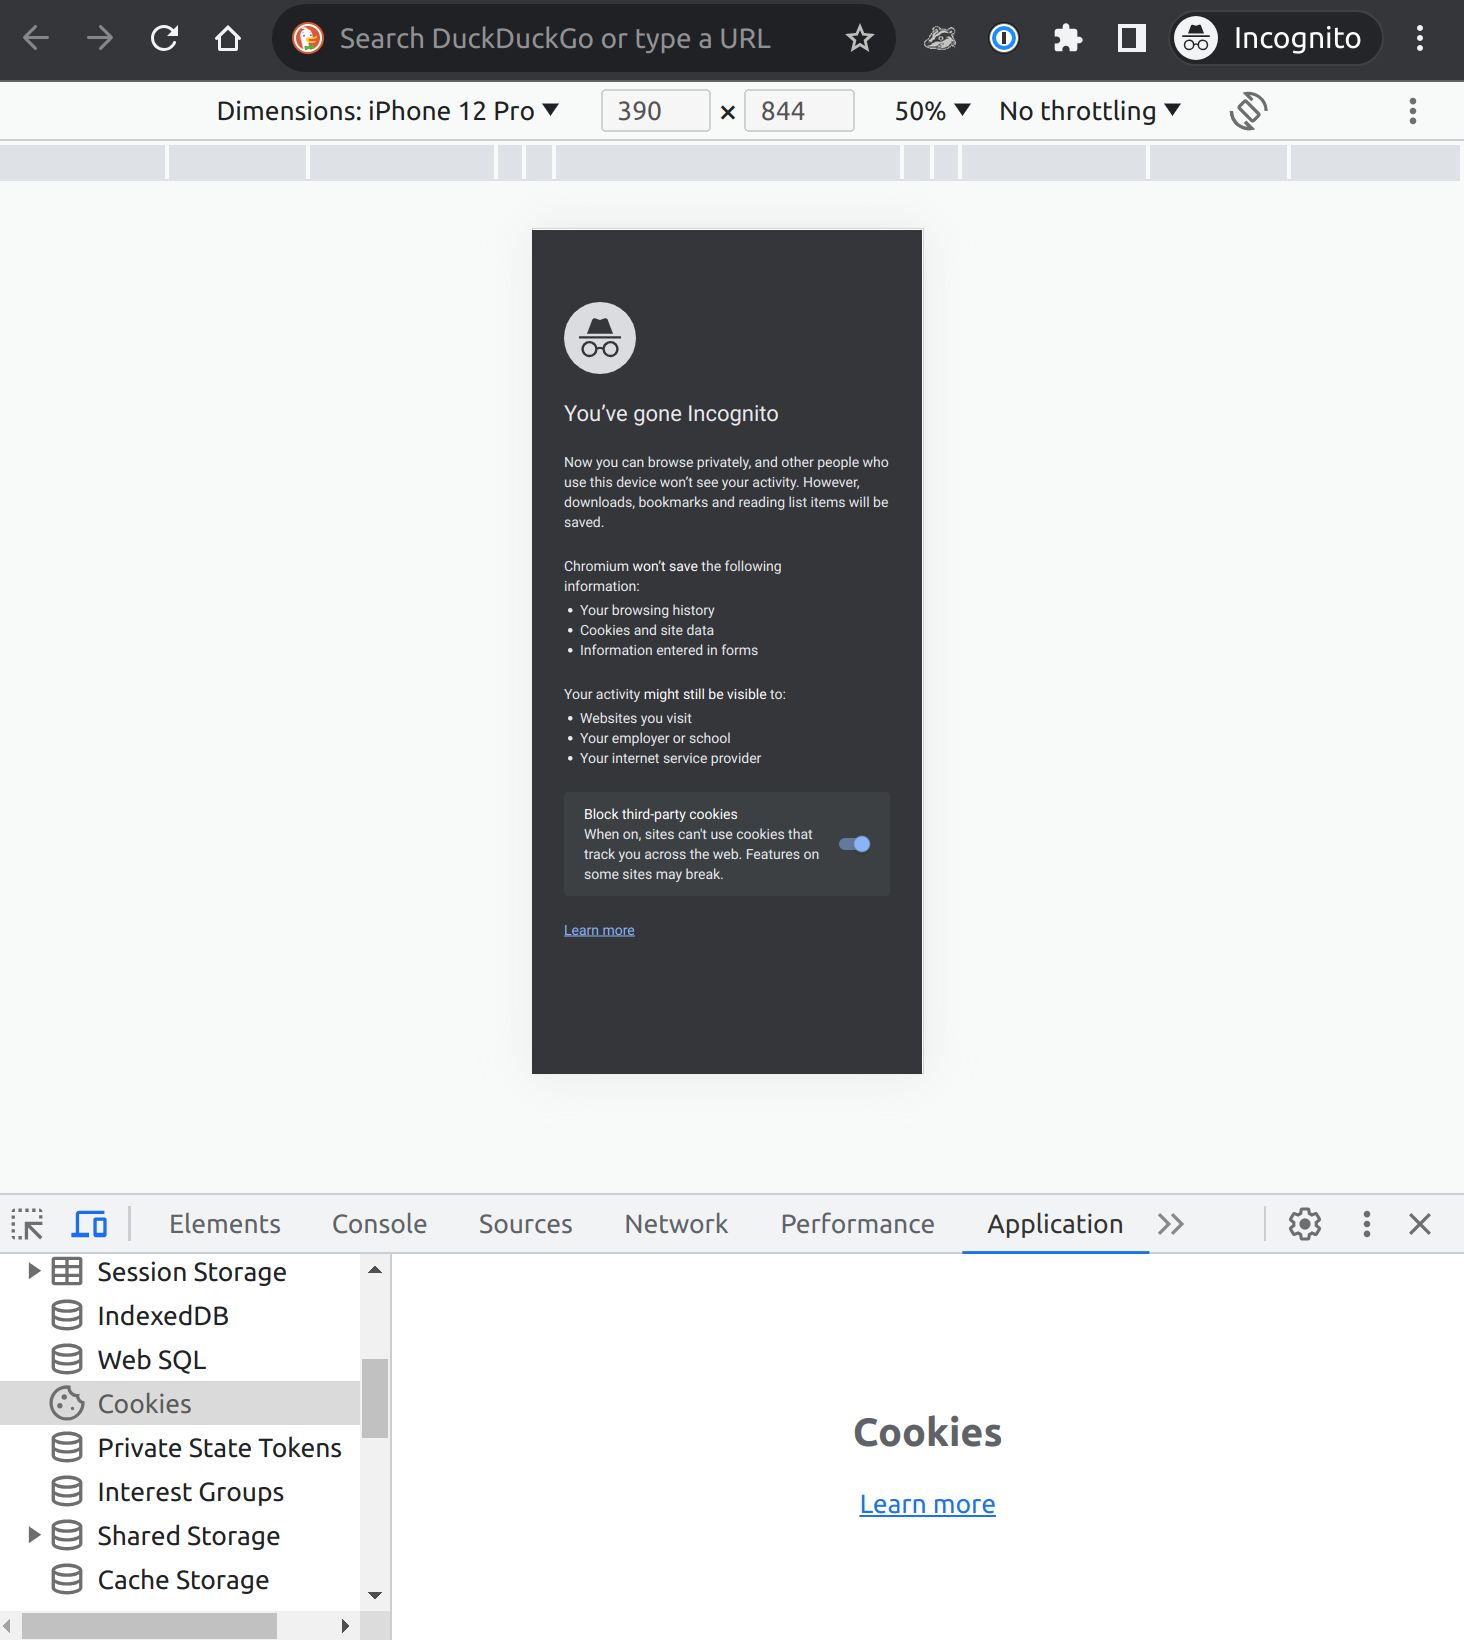 Search DuckDuckGo or type a URL
Incognito
Dimensions: iPhone 12 Pro 390 × 844 50% No throttling
You’ve gone Incognito
Now you can browse privately, and other people who
use this device won’t see your activity. However,
downloads, bookmarks and reading list items will be
saved.
Chromium won’t save the following
information:
• Your browsing history
• Cookies and site data
• Information entered in forms
Your activity might still be visible to:
• Websites you visit
• Your employer or school
• Your internet service provider
Block third-party cookies
When on, sites can't use cookies that
track you across the web. Features on
some sites may break.
Learn more
Elements Console Sources Network Performance Application
Session Storage
IndexedDB
Web SQL
Cookies
Private State Tokens
Interest Groups
Shared Storage
Cache Storage
Cookies
Learn more